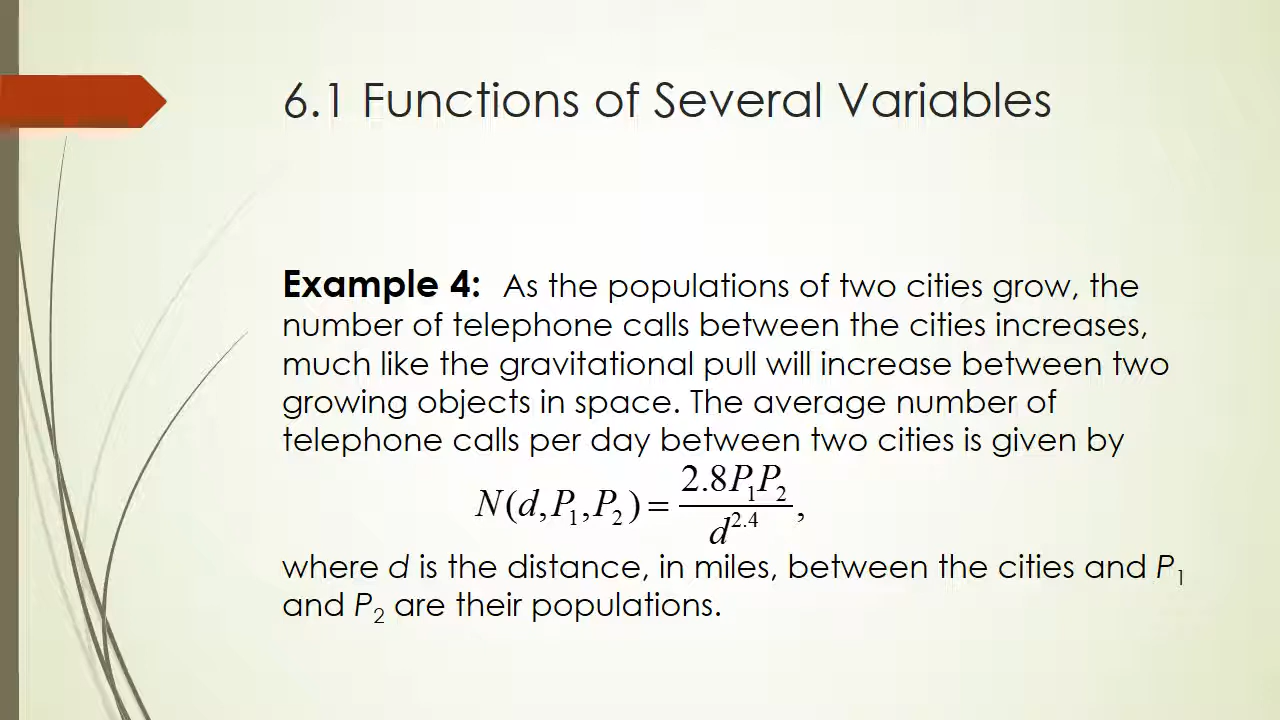 6.1 Functions of Several Variables
Example 4: As the populations of two cities grow, the
number of telephone calls between the cities increases,
much like the gravitational pull will increase between two
growing objects in space. The average number of
telephone calls per day between two cities is given by
N(d, P₁, P₂) = 2.8P₁P₂ / d^2.4,
where d is the distance, in miles, between the cities and P₁
and P₂ are their populations.